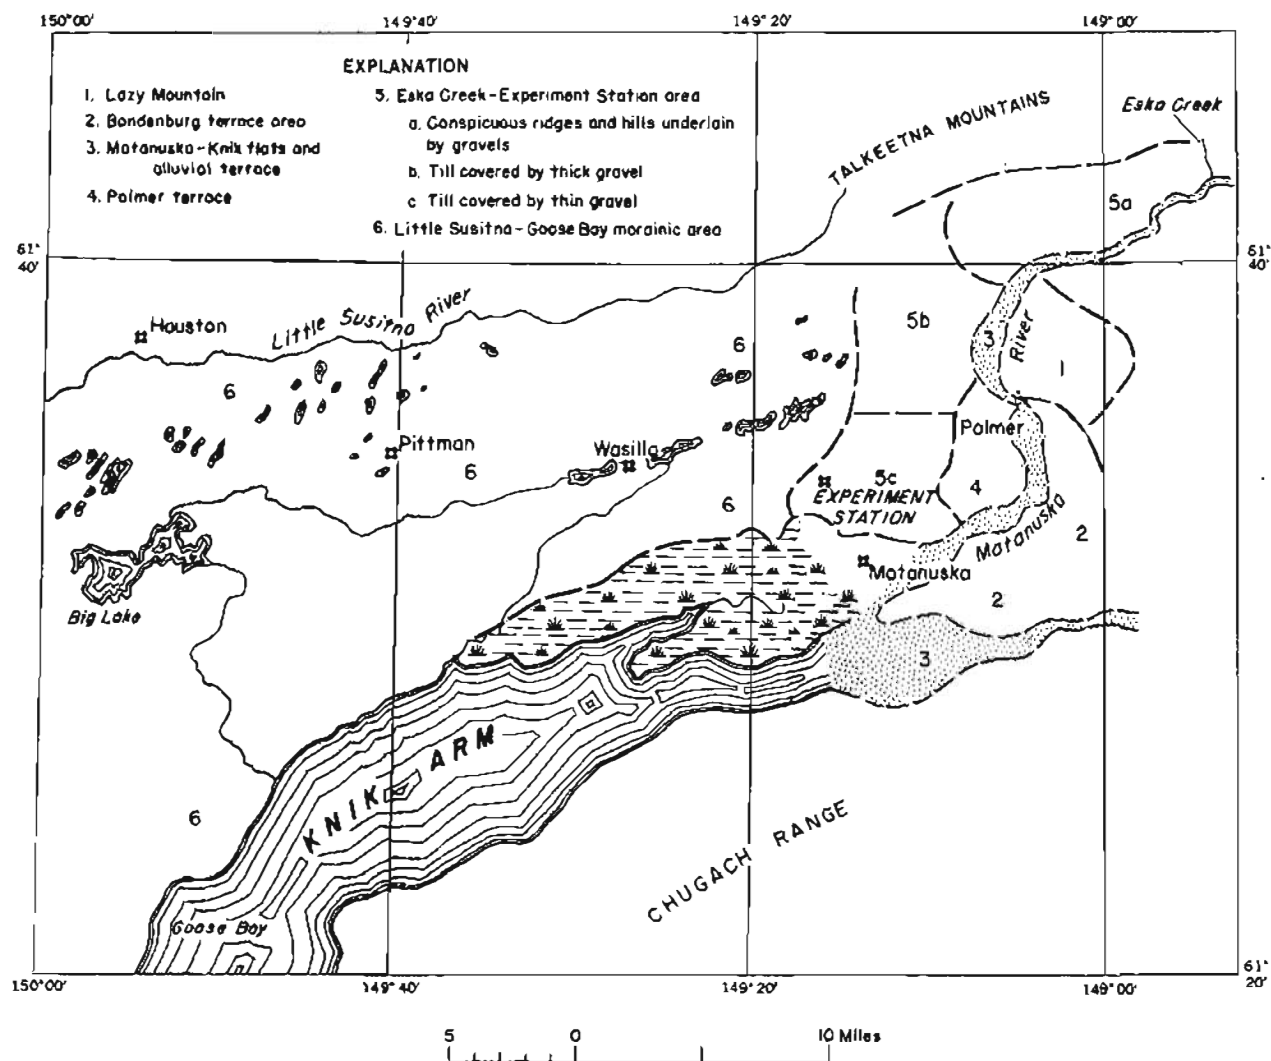 150°00' 149°40' 149°20' 149°00'
EXPLANATION
1. Lazy Mountain
2. Bondenburg terrace area
3. Matanuska-Knik flats and
alluvial terrace
4. Palmer terrace
5. Eska Creek-Experiment Station area
a. Conspicuous ridges and hills underlain
by gravels
b. Till covered by thick gravel
c Till covered by thin gravel
6. Little Susitna-Goose Bay morainic area
TALKEETNA MOUNTAINS
Eska Creek
5a
61°
40'
61°
40'
Houston
Little Susitna River
6
6
5b
3
River
1
Palmer
Pittman
6
Wasilla
6
5c
EXPERIMENT
STATION
4
Matanuska
2
Matanuska
2
Big Lake
3
KNIK ARM
6
CHUGACH RANGE
Goose Bay
61°
20'
150°00' 149°40' 149°20' 149°00'
5 0 10 Miles